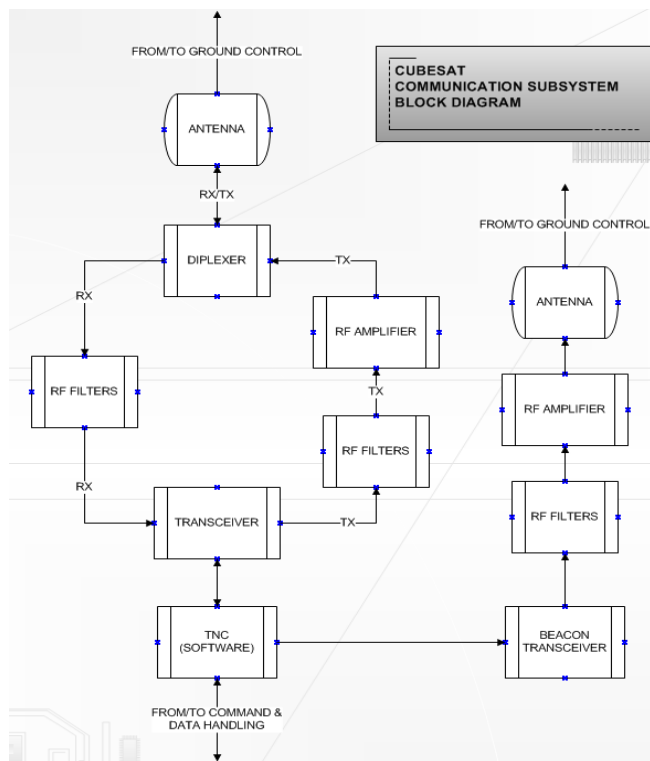 FROM/TO GROUND CONTROL
CUBESAT
COMMUNICATION SUBSYSTEM
BLOCK DIAGRAM
ANTENNA
RX/TX
FROM/TO GROUND CONTROL
DIPLEXER
TX
RX
ANTENNA
RF AMPLIFIER
RF FILTERS
TX
RF AMPLIFIER
RF FILTERS
RX
TRANSCEIVER
TX
RF FILTERS
TNC
(SOFTWARE)
BEACON
TRANSCEIVER
FROM/TO COMMAND &
DATA HANDLING